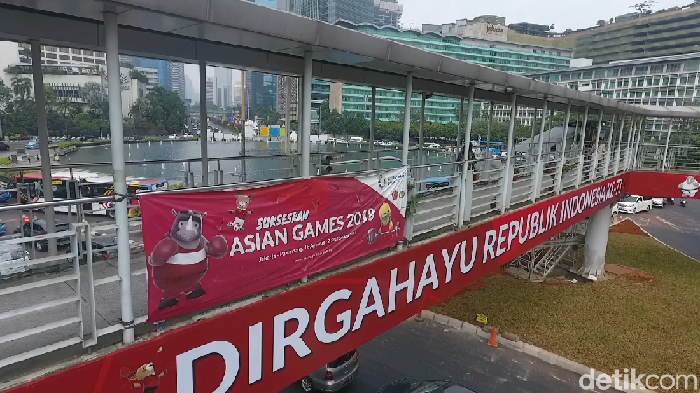 SUKSESKAN
ASIAN GAMES 2018
DIRGAHAYU REPUBLIK INDONESIA KE-73
detikcom